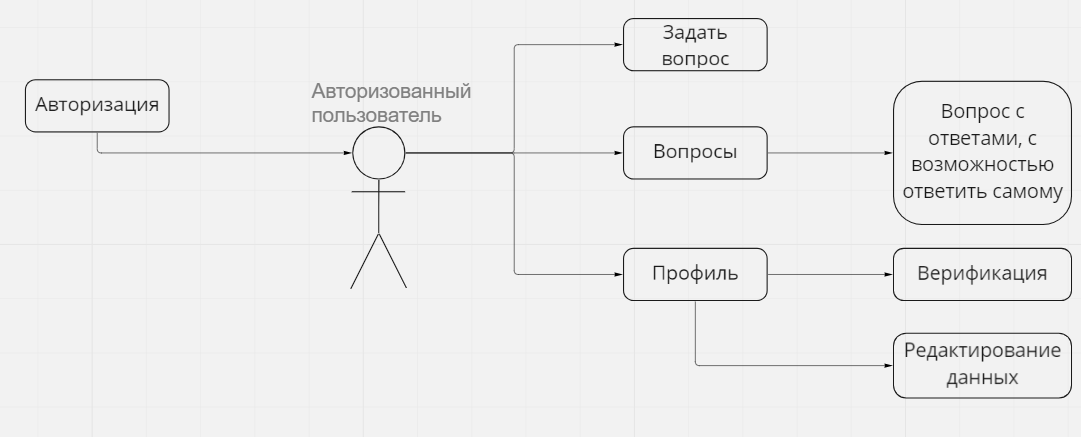 Задать
вопрос
Авторизация
Авторизованный
пользователь
Вопросы
Вопрос с
ответами, с
возможностью
ответить самому
Профиль
Верификация
Редактирование
данных